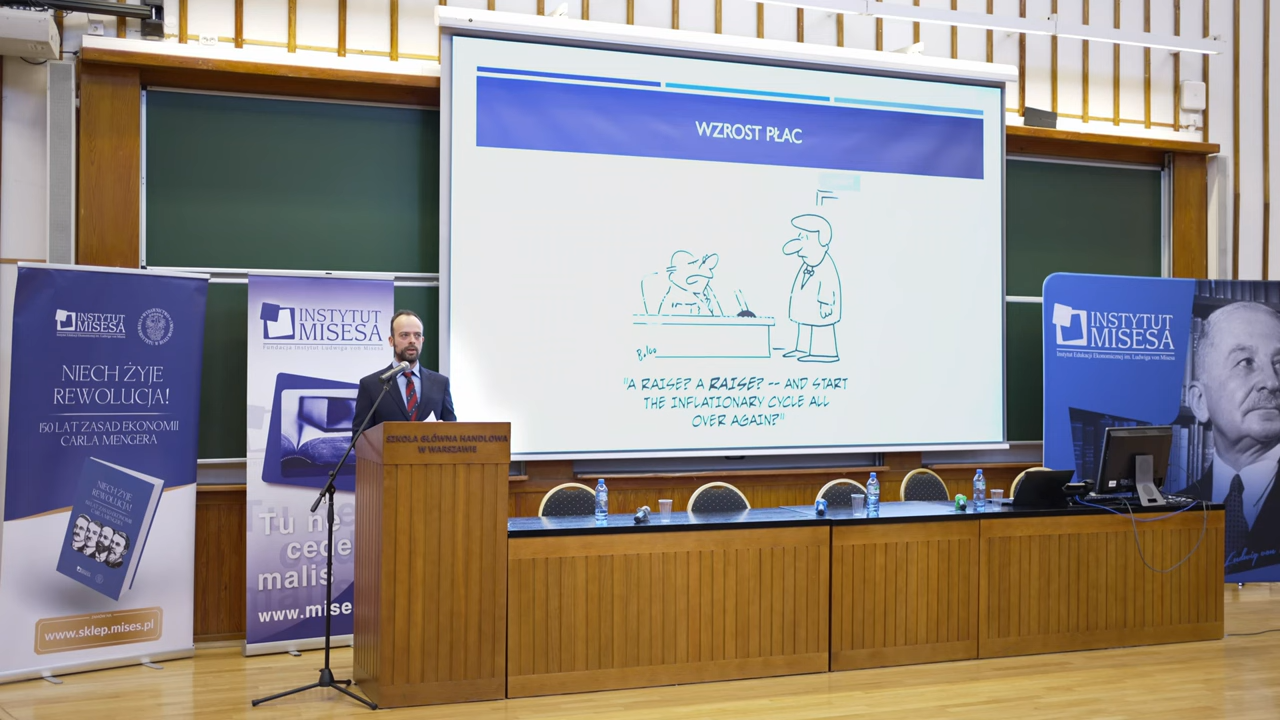 WZROST PŁAC
"A RAISE? A RAISE? -- AND START
THE INFLATIONARY CYCLE ALL
OVER AGAIN?"
INSTYTUT
MISESA
NIECH ŻYJE
REWOLUCJA!
150 LAT ZASAD EKONOMII
CARLA MENGERA
NIECH ŻYJE
REWOLUCJA!
www.sklep.mises.pl
INSTYTUT
MISESA
Fundacja Instytut Ludwiga von Misesa
Tu ne
cede
malis
www.mise
SZKOŁA GŁÓWNA HANDLOWA
W WARSZAWIE
INSTYTUT
MISESA
Instytut Edukacji Ekonomicznej im. Ludwiga von Misesa